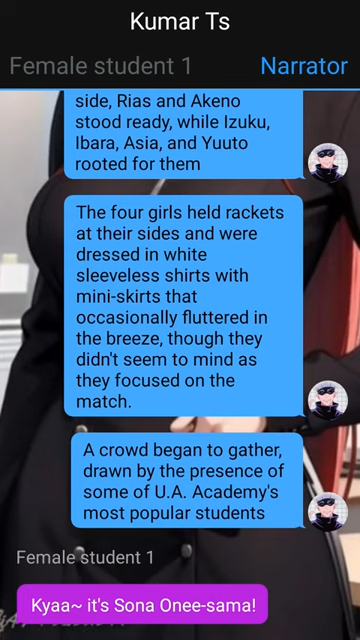 Kumar Ts
Female student 1
Narrator
side, Rias and Akeno
stood ready, while Izuku,
Ibara, Asia, and Yuuto
rooted for them
The four girls held rackets
at their sides and were
dressed in white
sleeveless shirts with
mini-skirts that
occasionally fluttered in
the breeze, though they
didn't seem to mind as
they focused on the
match.
A crowd began to gather,
drawn by the presence of
some of U.A. Academy's
most popular students
Female student 1
Kyaa~ it's Sona Onee-sama!